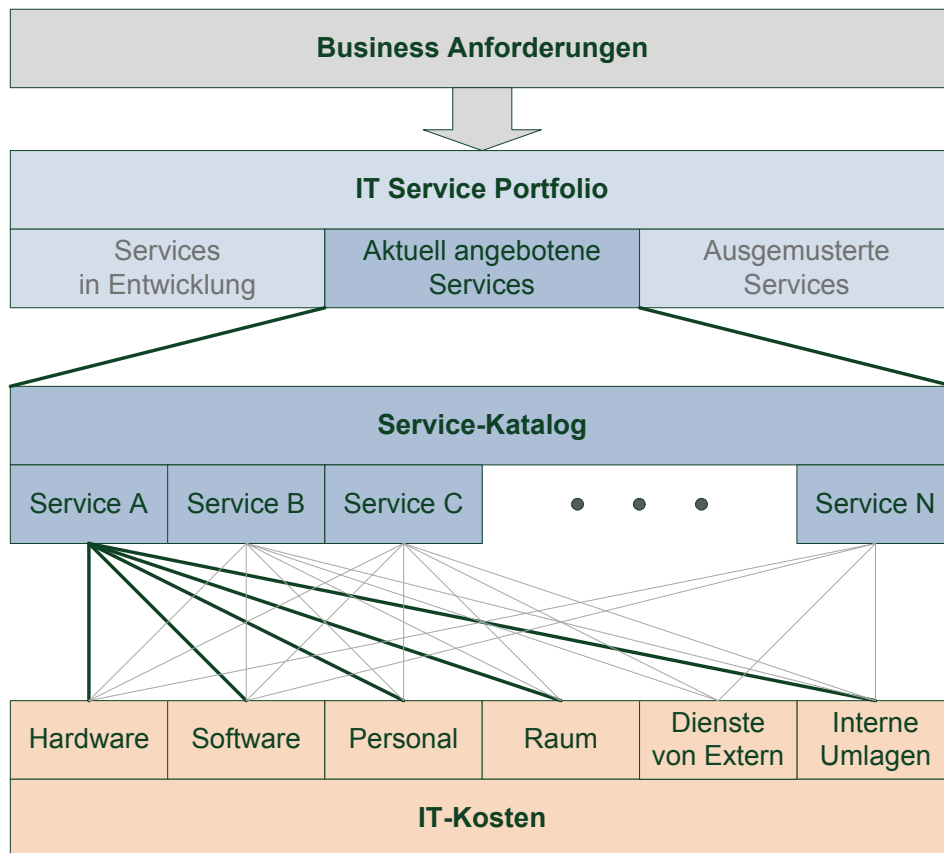 Business Anforderungen
IT Service Portfolio
Services
in Entwicklung
Aktuell angebotene
Services
Ausgemusterte
Services
Service-Katalog
Service A
Service B
Service C
Service N
Hardware
Software
Personal
Raum
Dienste
von Extern
Interne
Umlagen
IT-Kosten